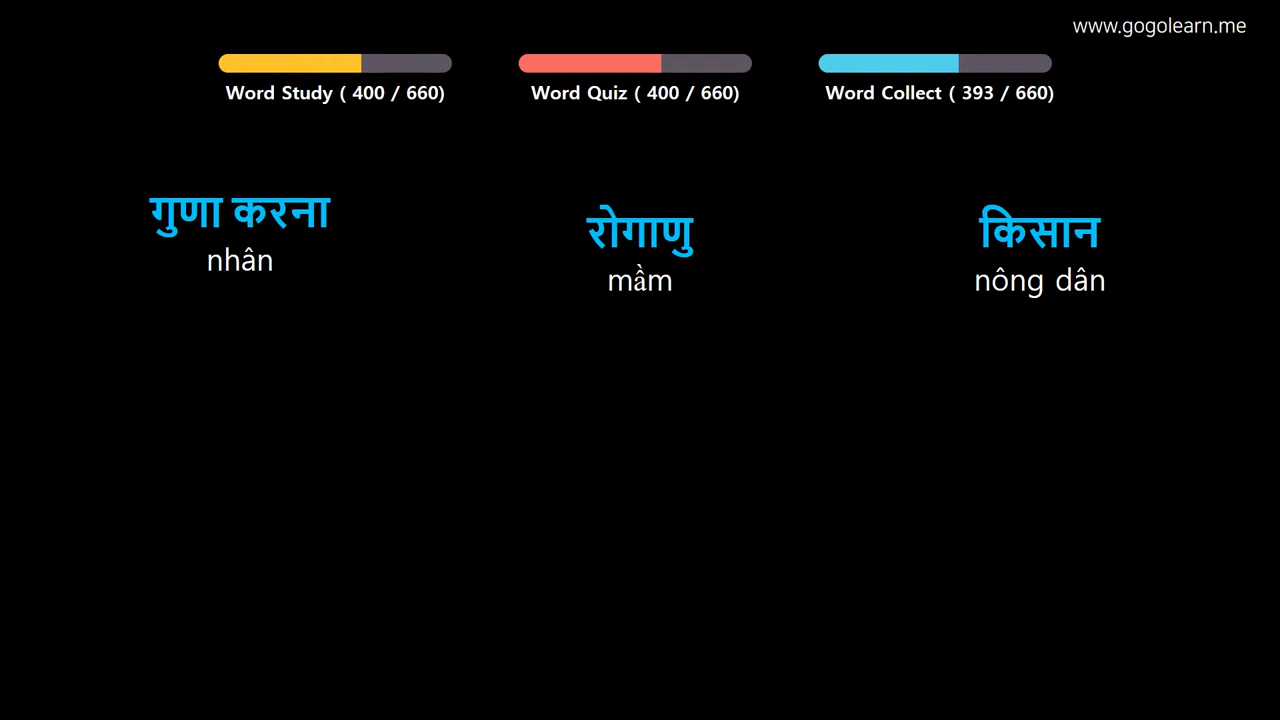 www.gogolearn.me
Word Study ( 400 / 660)
Word Quiz ( 400 / 660)
Word Collect ( 393 / 660)
गुणा करना
nhân
रोगाणु
mầm
किसान
nông dân